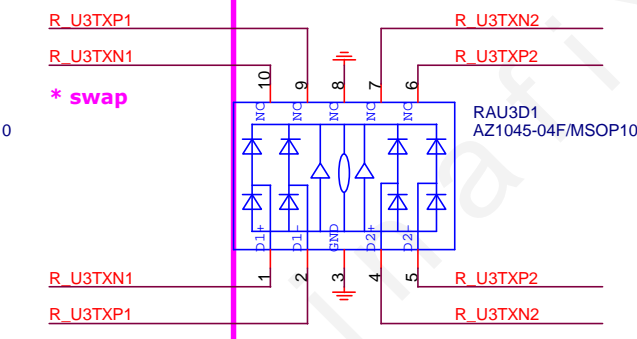 R_U3TXP1
R_U3TXN2
R_U3TXN1
R_U3TXP2
* swap
10
9
8
7
6
NC
NC
NC
NC
NC
RAU3D1
AZ1045-04F/MSOP10
0
D1+
D1-
GND
D2+
D2-
1
2
3
4
5
R_U3TXN1
R_U3TXP2
R_U3TXP1
R_U3TXN2